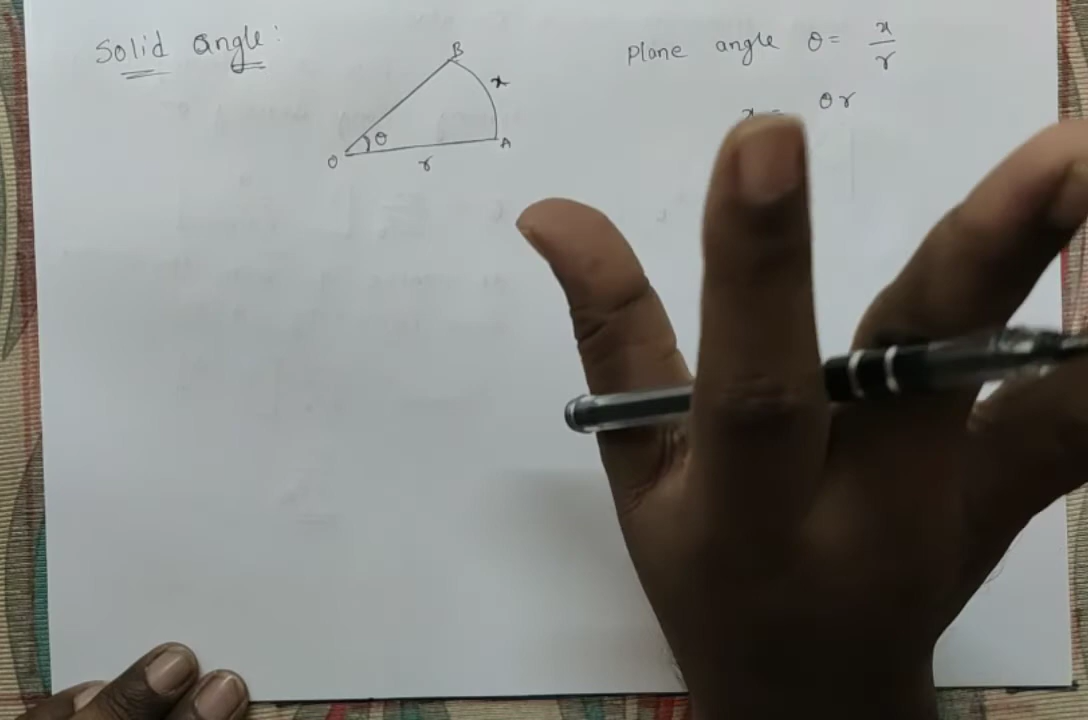 Solid angle:
B
x
θ
O
r
A
Plane angle θ = x/r
x = θr